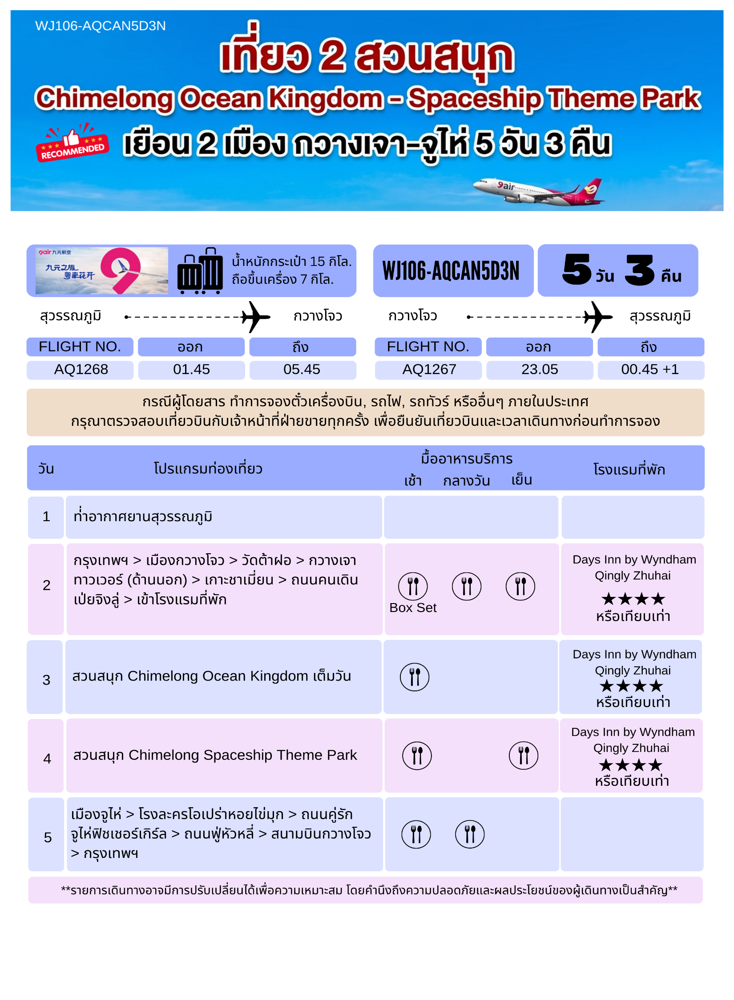 WJ106-AQCAN5D3N
เที่ยว 2 สวนสนุก
Chimelong Ocean Kingdom - Spaceship Theme Park
RECOMMENDED
เยือน 2 เมือง กวางเจา-จูไห่ 5 วัน 3 คืน
9air
9air 九元航空
九元之旅
粤来花开
น้ำหนักกระเป๋า 15 กิโล.
ถือขึ้นเครื่อง 7 กิโล.
WJ106-AQCAN5D3N
5 วัน 3 คืน
สุวรรณภูมิ กวางโจว
กวางโจว สุวรรณภูมิ
FLIGHT NO. ออก ถึง
FLIGHT NO. ออก ถึง
AQ1268 01.45 05.45
AQ1267 23.05 00.45 +1
กรณีผู้โดยสาร ทำการจองตั๋วเครื่องบิน, รถไฟ, รถทัวร์ หรืออื่นๆ ภายในประเทศ
กรุณาตรวจสอบเที่ยวบินกับเจ้าหน้าที่ฝ่ายขายทุกครั้ง เพื่อยืนยันเที่ยวบินและเวลาเดินทางก่อนทำการจอง
วัน โปรแกรมท่องเที่ยว มื้ออาหารบริการ โรงแรมที่พัก
เช้า กลางวัน เย็น
1 ท่าอากาศยานสุวรรณภูมิ
2
กรุงเทพฯ > เมืองกวางโจว > วัดต้าฝอ > กวางเจา
ทาวเวอร์ (ด้านนอก) > เกาะชาเมี่ยน > ถนนคนเดิน
เป่ยจิงลู่ > เข้าโรงแรมที่พัก
Box Set
Days Inn by Wyndham
Qingly Zhuhai
★★★★
หรือเทียบเท่า
3 สวนสนุก Chimelong Ocean Kingdom เต็มวัน
Days Inn by Wyndham
Qingly Zhuhai
★★★★
หรือเทียบเท่า
4 สวนสนุก Chimelong Spaceship Theme Park
Days Inn by Wyndham
Qingly Zhuhai
★★★★
หรือเทียบเท่า
5
เมืองจูไห่ > โรงละครโอเปร่าหอยไข่มุก > ถนนคู่รัก
จูไห่ฟิชเชอร์เกิร์ล > ถนนฟู่หัวหลี่ > สนามบินกวางโจว
> กรุงเทพฯ
**รายการเดินทางอาจมีการปรับเปลี่ยนได้เพื่อความเหมาะสม โดยคำนึงถึงความปลอดภัยและผลประโยชน์ของผู้เดินทางเป็นสำคัญ**